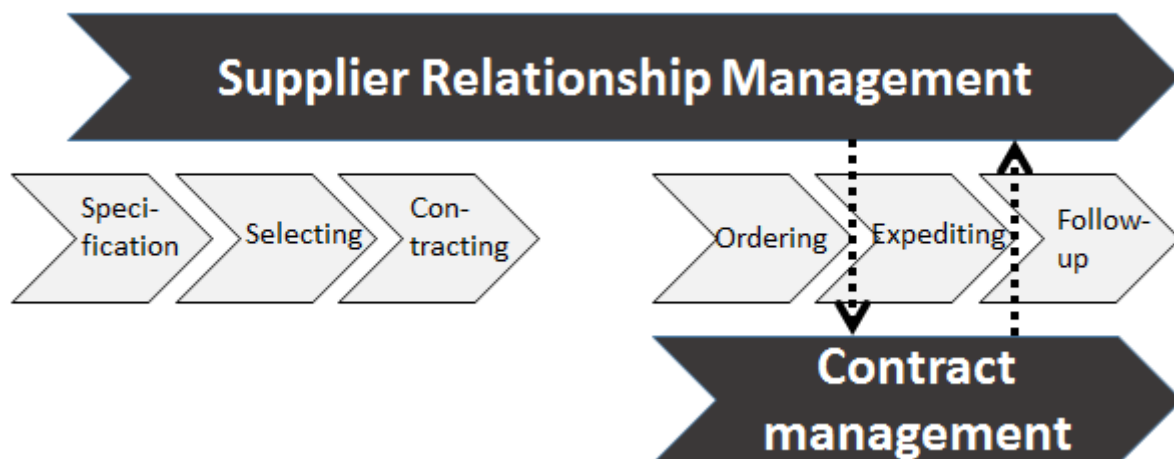 Supplier Relationship Management
Speci-
fication
Selecting
Con-
tracting
Ordering
Expediting
Follow-
up
Contract
management